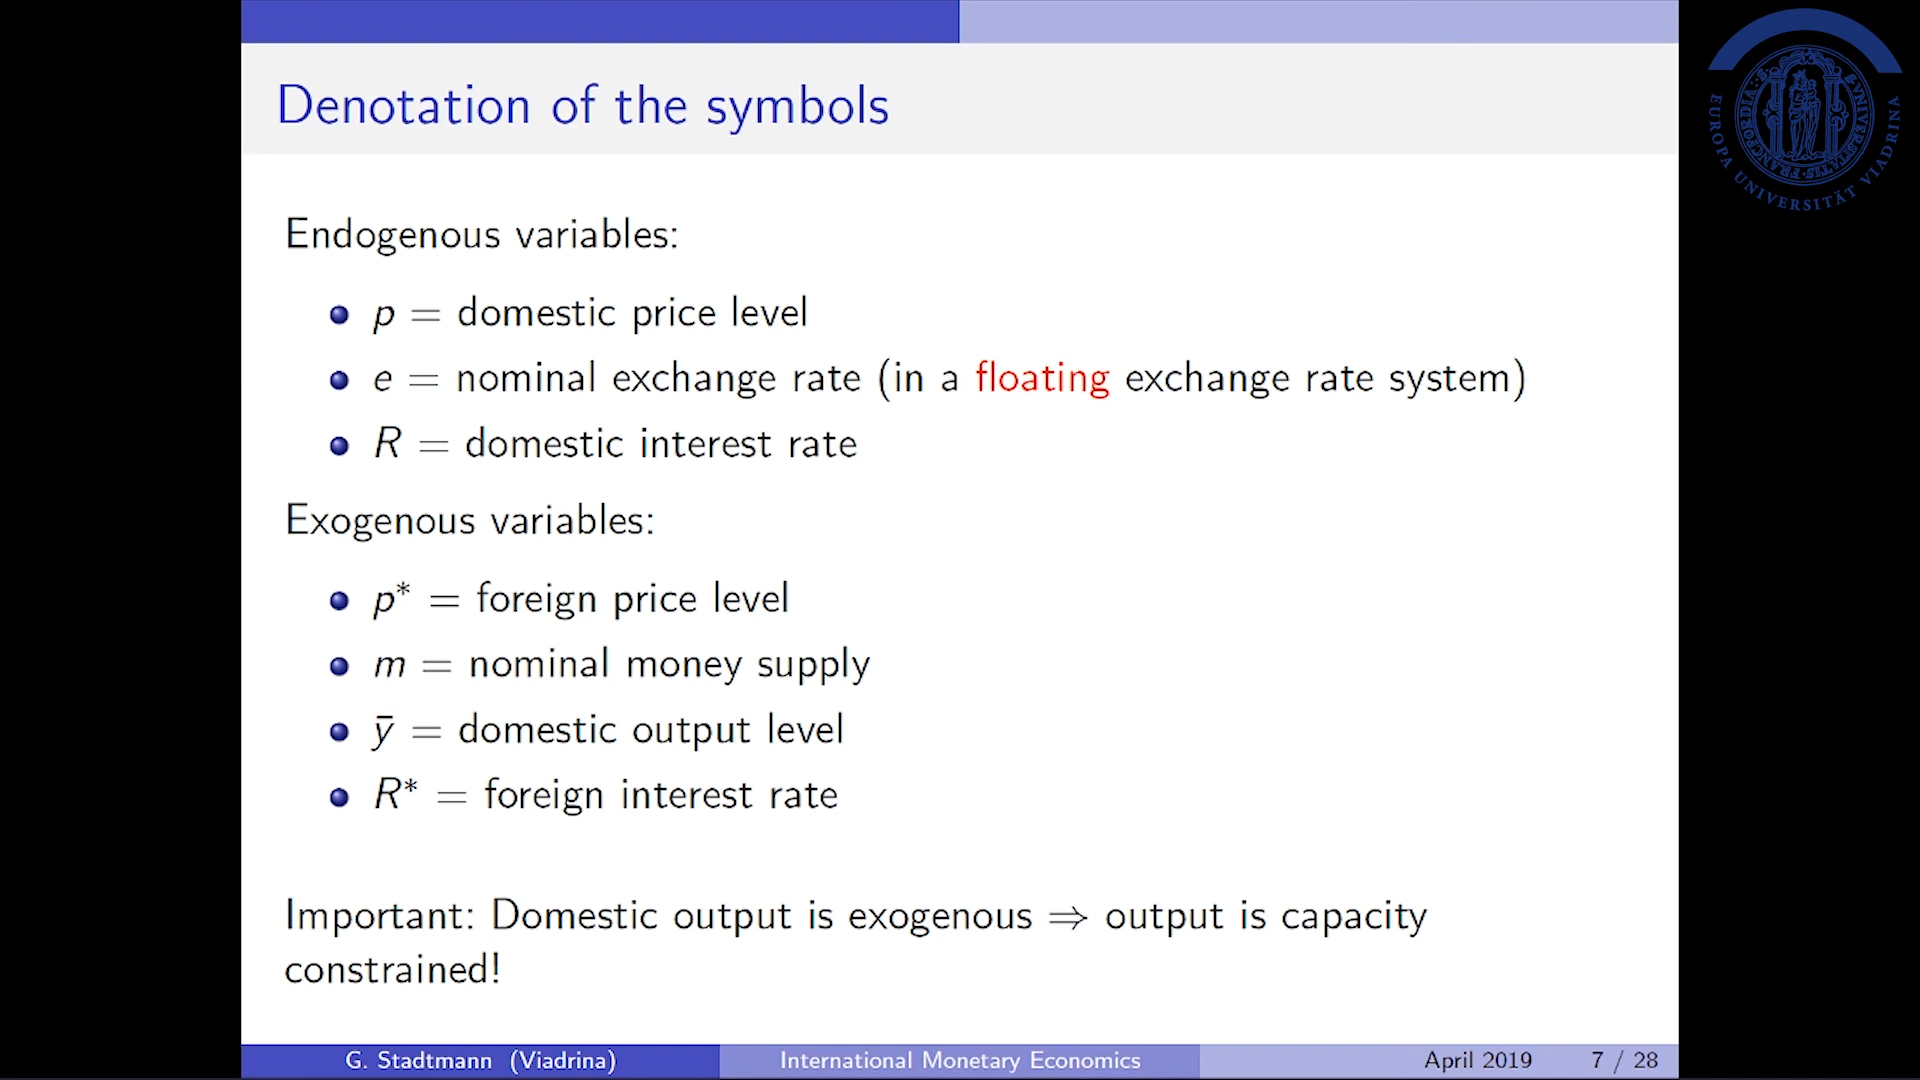 Denotation of the symbols
Endogenous variables:
p = domestic price level
e = nominal exchange rate (in a floating exchange rate system)
R = domestic interest rate
Exogenous variables:
p* = foreign price level
m = nominal money supply
ȳ = domestic output level
R* = foreign interest rate
Important: Domestic output is exogenous ⇒ output is capacity
constrained!
G. Stadtmann (Viadrina) International Monetary Economics April 2019 7 / 28
EUROPA UNIVERSITÄT VIADRINA